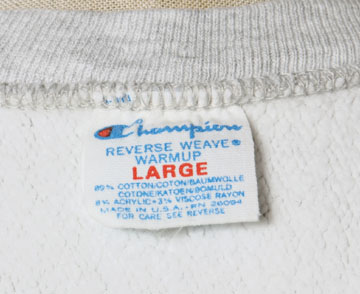 Champion
REVERSE WEAVE®
WARMUP
LARGE
89% COTTON/COTON/BAUMWOLLE
COTONE/KATOEN/BOMULD
8% ACRYLIC•3% VISCOSE RAYON
MADE IN U.S.A.-RN 26094
FOR CARE SEE REVERSE